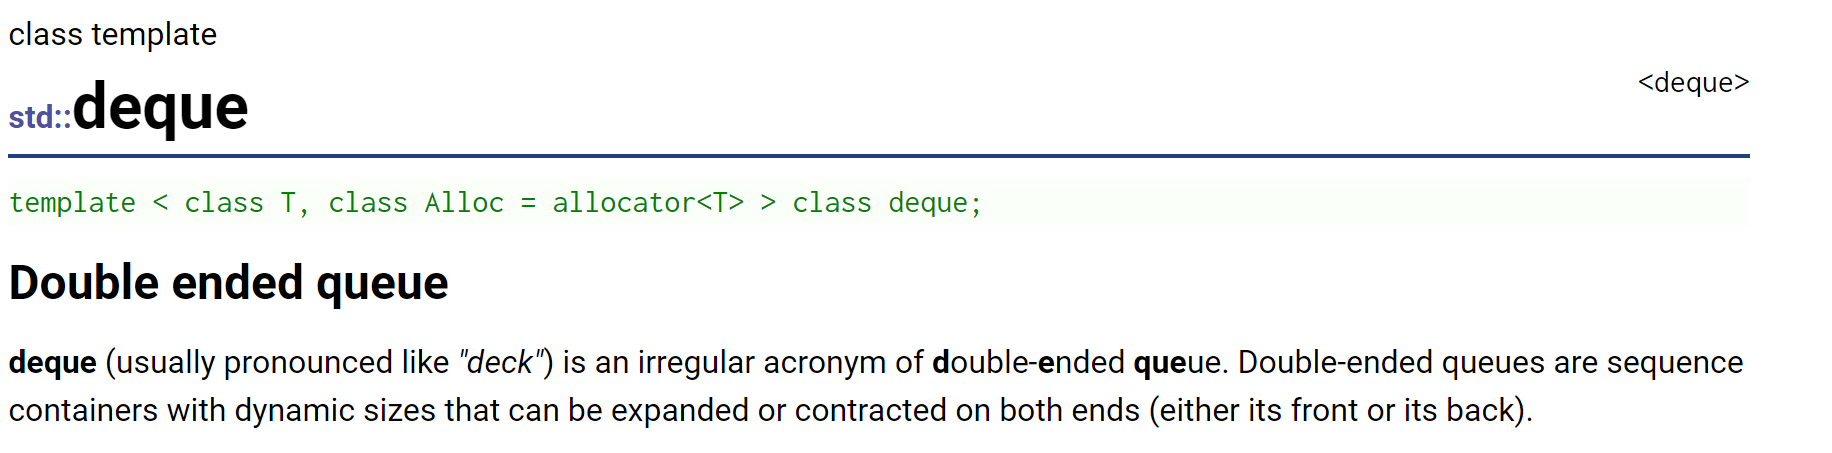 class template
<deque>
std::deque
template < class T, class Alloc = allocator<T> > class deque;
Double ended queue
deque (usually pronounced like "deck") is an irregular acronym of double-ended queue. Double-ended queues are sequence
containers with dynamic sizes that can be expanded or contracted on both ends (either its front or its back).